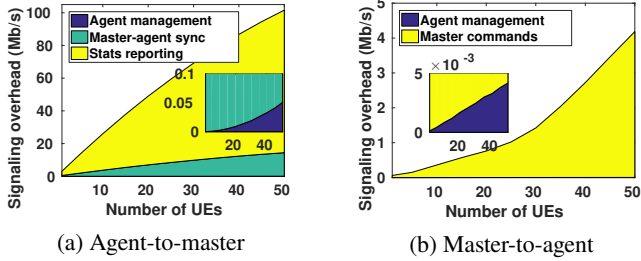 Signaling overhead (Mb/s)
100
80
60
40
20
0
Agent management
Master-agent sync
Stats reporting
0.1
0.05
0
20 40
10 20 30 40 50
Number of UEs
(a) Agent-to-master
Signaling overhead (Mb/s)
5
4
3
2
1
0
Agent management
Master commands
× 10⁻³
5
0
20 40
10 20 30 40 50
Number of UEs
(b) Master-to-agent